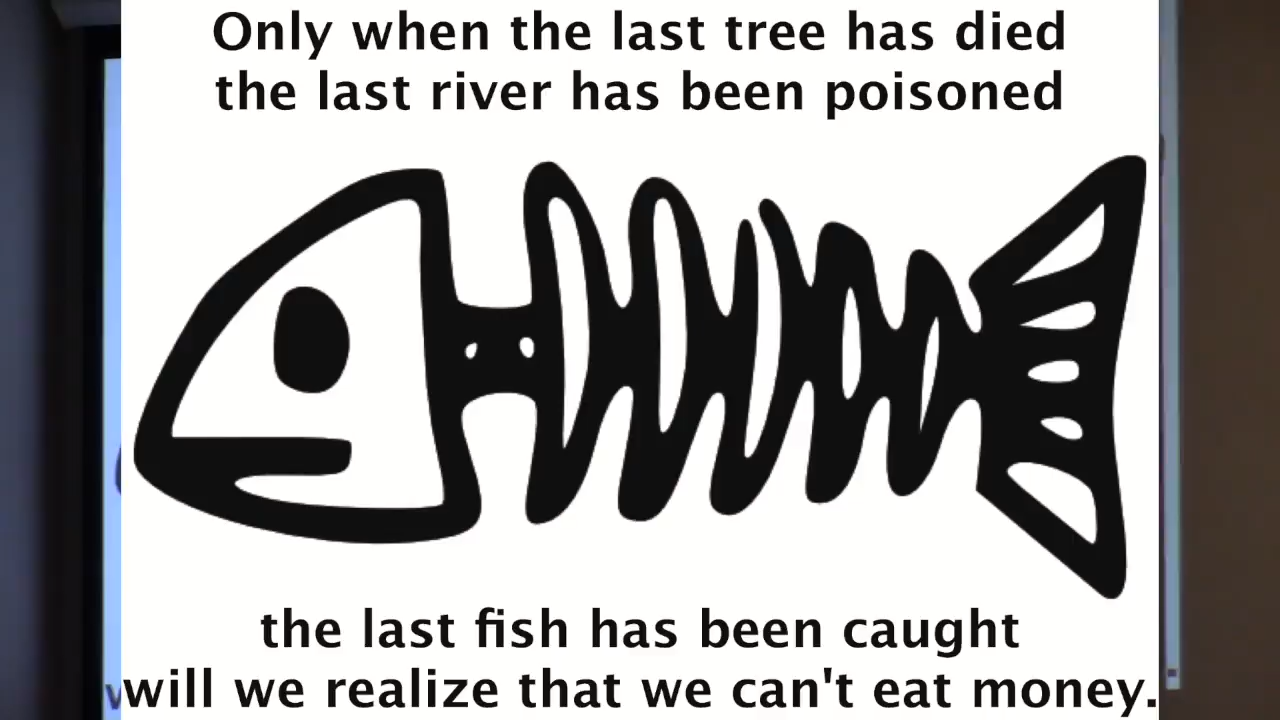 Only when the last tree has died
the last river has been poisoned
the last fish has been caught
will we realize that we can't eat money.